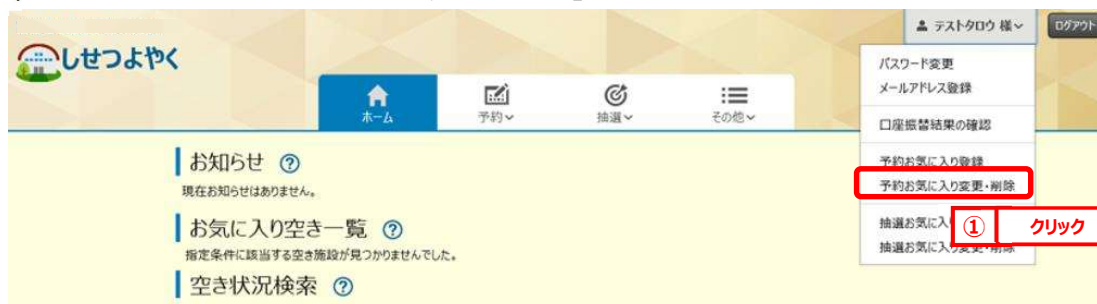 テストタロウ 様
ログアウト
しせつよやく
ホーム
予約
抽選
その他
パスワード変更
メールアドレス登録
口座振替結果の確認
予約お気に入り登録
予約お気に入り変更・削除
抽選お気に入り
抽選お気に入り変更・削除
① クリック
お知らせ ?
現在お知らせはありません。
お気に入り空き一覧 ?
指定条件に該当する空き施設が見つかりませんでした。
空き状況検索 ?